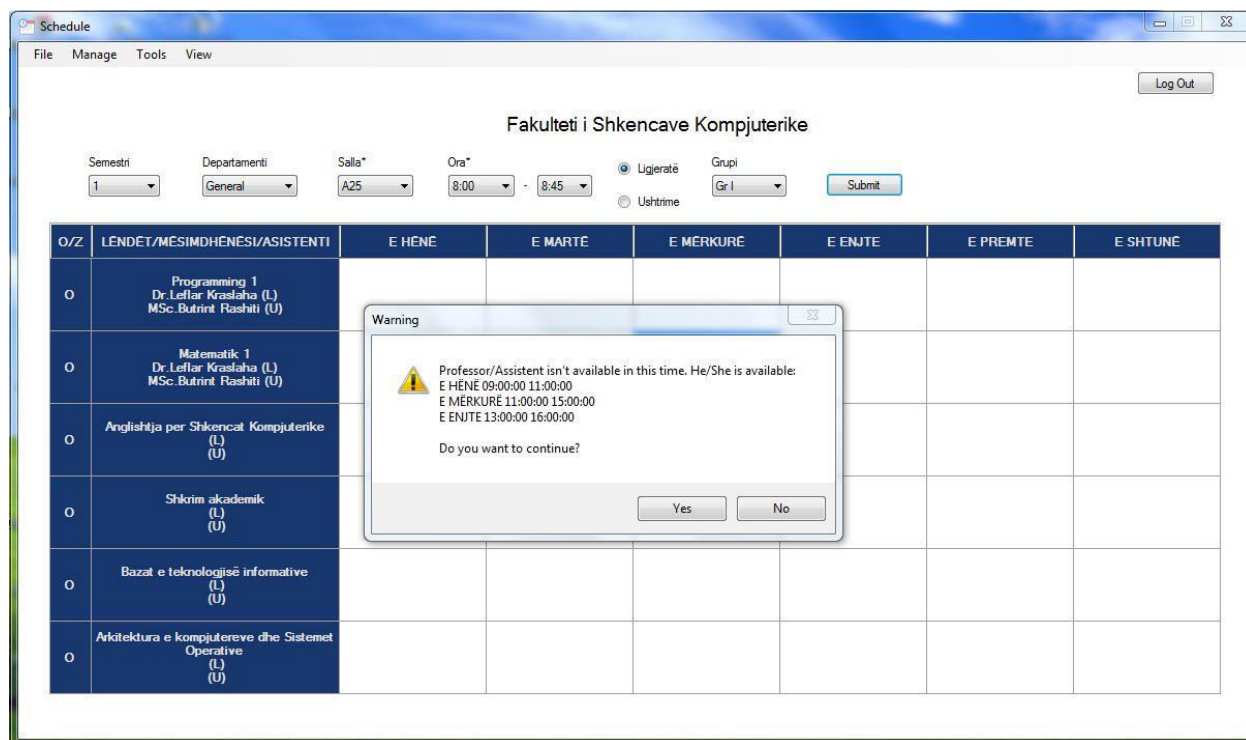 Schedule
File Manage Tools View
Log Out
Fakulteti i Shkencave Kompjuterike
Semestri Departamenti Salla* Ora* Ligjeratë Grupi
1 General A25 8:00 - 8:45 Ushtrime Gr I Submit
O/Z LËNDËT/MËSIMDHËNËSI/ASISTENTI E HËNË E MARTË E MËRKURË E ENJTE E PREMTE E SHTUNË
O
Programming 1
Dr.Leflar Kraslaha (L)
MSc.Butrint Rashiti (U)
O
Matematik 1
Dr.Leflar Kraslaha (L)
MSc.Butrint Rashiti (U)
O
Anglishtja per Shkencat Kompjuterike
(L)
(U)
O
Shkrim akademik
(L)
(U)
O
Bazat e teknologjisë informative
(L)
(U)
O
Arkitektura e kompjutereve dhe Sistemet
Operative
(L)
(U)
Warning
Professor/Assistent isn't available in this time. He/She is available:
E HËNË 09:00:00 11:00:00
E MËRKURË 11:00:00 15:00:00
E ENJTE 13:00:00 16:00:00
Do you want to continue?
Yes No